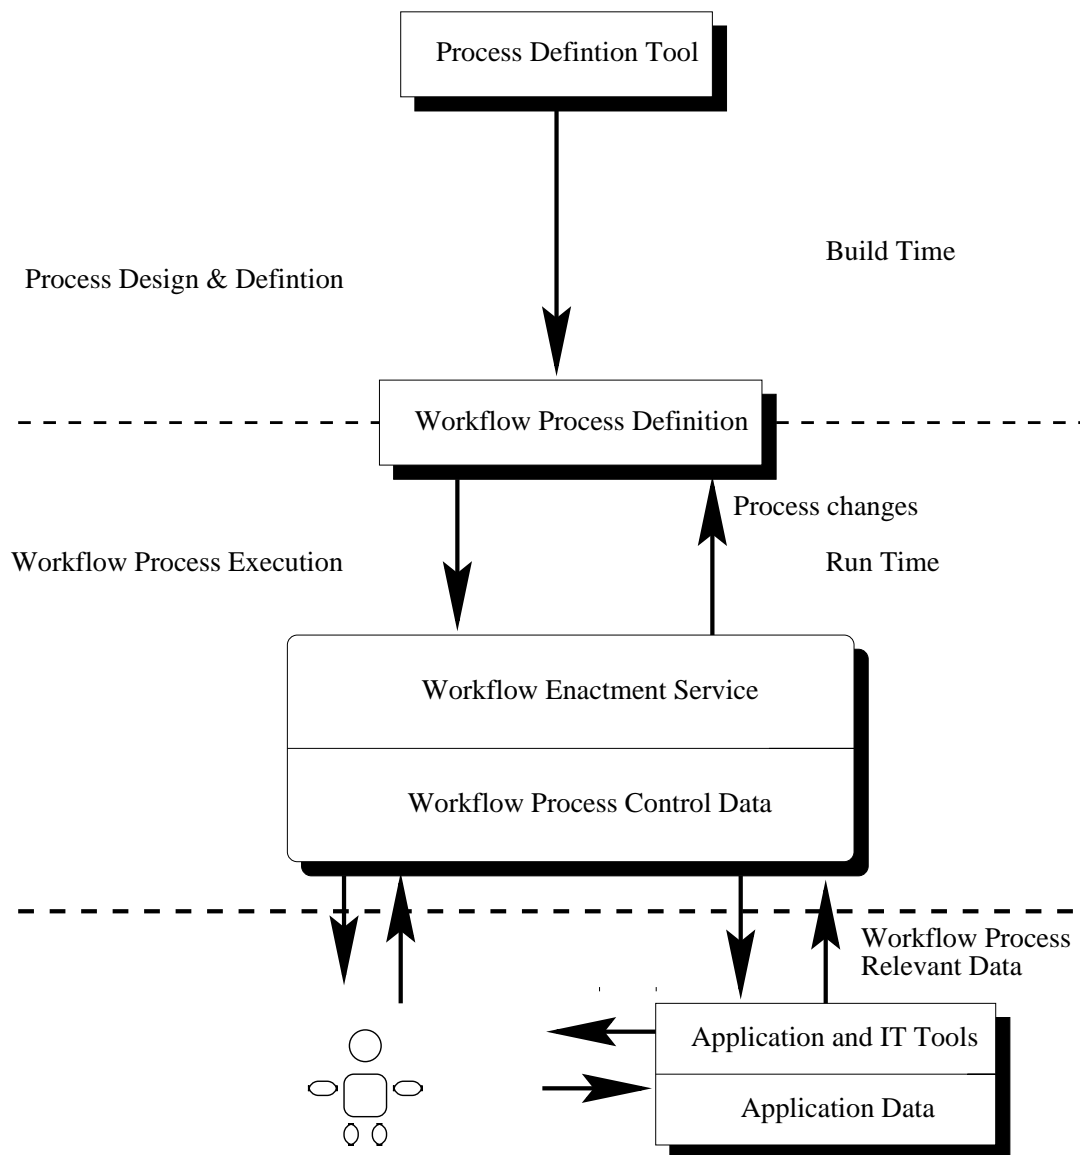 Process Defintion Tool
Build Time
Process Design & Defintion
Workflow Process Definition
Process changes
Workflow Process Execution
Run Time
Workflow Enactment Service
Workflow Process Control Data
Workflow Process
Relevant Data
Application and IT Tools
Application Data